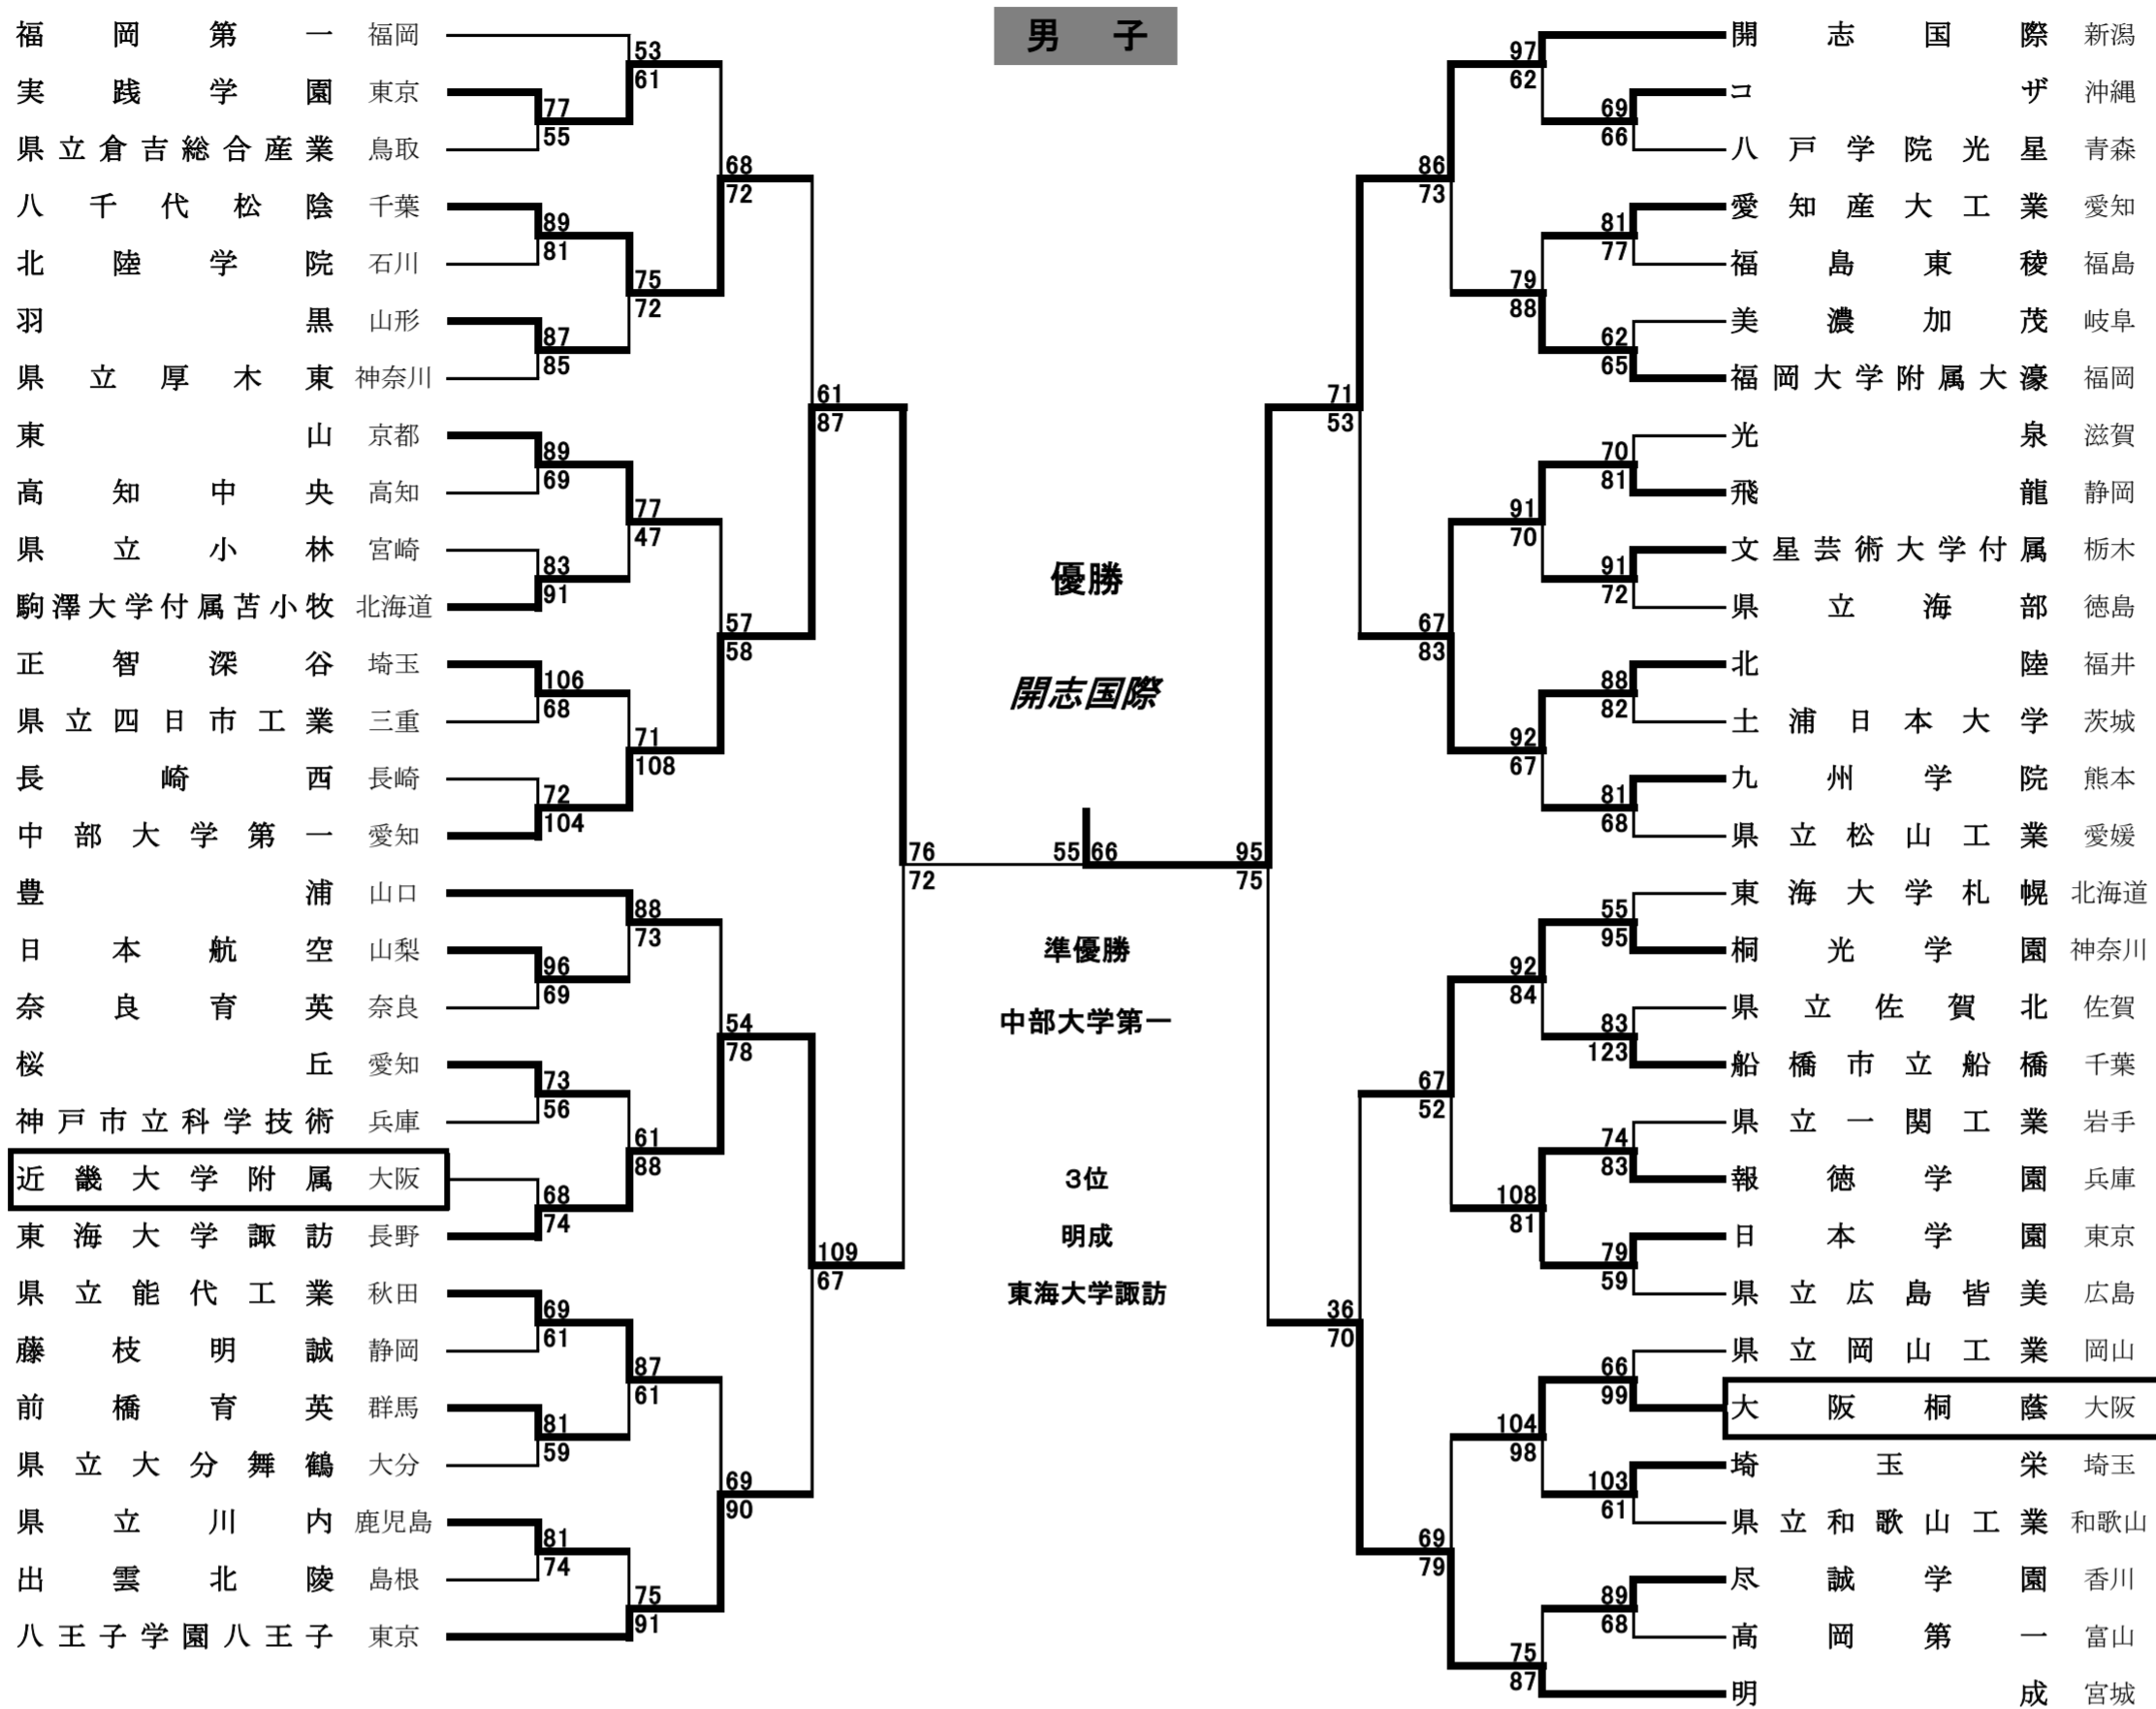 男 子
福岡第一 福岡
実践学園 東京
県立倉吉総合産業 鳥取
八千代松陰 千葉
北陸学院 石川
羽黒 山形
県立厚木東 神奈川
東山 京都
高知中央 高知
県立小林 宮崎
駒澤大学付属苫小牧 北海道
正智深谷 埼玉
県立四日市工業 三重
長崎西 長崎
中部大学第一 愛知
豊浦 山口
日本航空 山梨
奈良育英 奈良
桜丘 愛知
神戸市立科学技術 兵庫
近畿大学附属 大阪
東海大学諏訪 長野
県立能代工業 秋田
藤枝明誠 静岡
前橋育英 群馬
県立大分舞鶴 大分
県立川内 鹿児島
出雲北陵 島根
八王子学園八王子 東京
77
55
89
81
87
85
89
69
83
91
106
68
72
104
96
69
73
56
68
74
69
61
81
59
81
74
53
61
75
72
77
47
71
108
88
73
61
88
87
61
75
91
68
72
57
58
54
78
69
90
61
87
109
67
76
72
55 66
優勝
開志国際
準優勝
中部大学第一
3位
明成
東海大学諏訪
95
75
71
53
36
70
86
73
67
83
67
52
69
79
97
62
79
88
91
70
92
67
92
84
108
81
104
98
75
87
69
66
81
77
62
65
70
81
91
72
88
82
81
68
55
95
83
123
74
83
79
59
66
99
103
61
89
68
開志国際 新潟
コザ 沖縄
八戸学院光星 青森
愛知産大工業 愛知
福島東稜 福島
美濃加茂 岐阜
福岡大学附属大濠 福岡
光泉 滋賀
飛龍 静岡
文星芸術大学付属 栃木
県立海部 徳島
北陸 福井
土浦日本大学 茨城
九州学院 熊本
県立松山工業 愛媛
東海大学札幌 北海道
桐光学園 神奈川
県立佐賀北 佐賀
船橋市立船橋 千葉
県立一関工業 岩手
報徳学園 兵庫
日本学園 東京
県立広島皆実 広島
県立岡山工業 岡山
大阪桐蔭 大阪
埼玉栄 埼玉
県立和歌山工業 和歌山
尽誠学園 香川
高岡第一 富山
明成 宮城